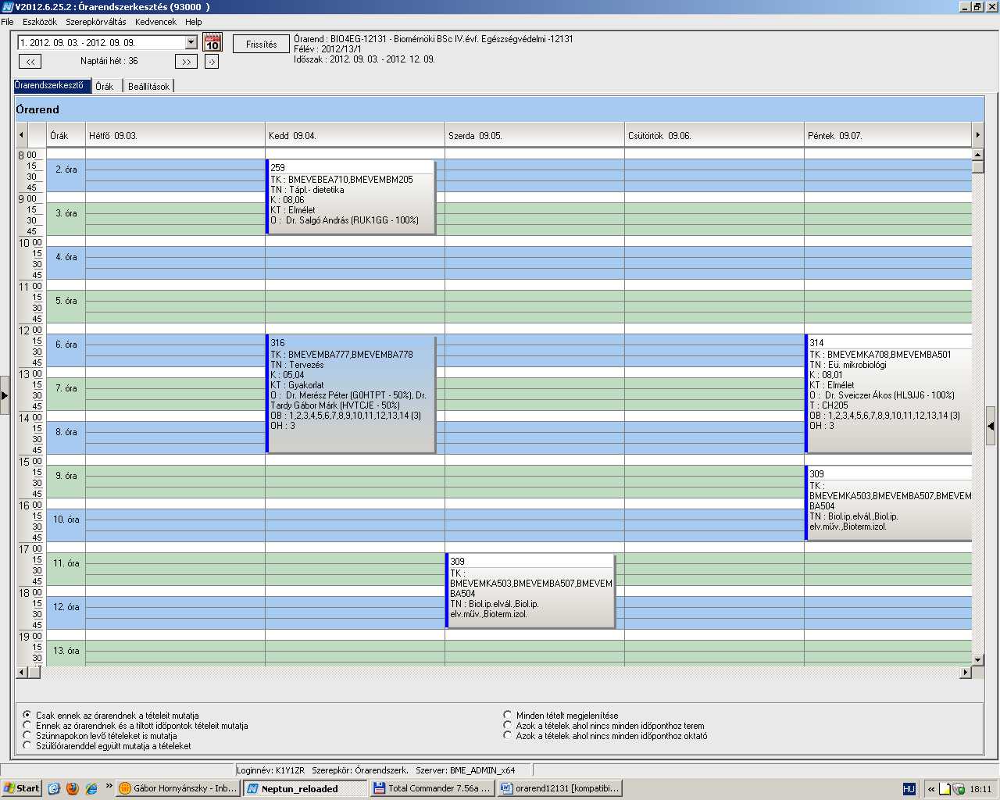 V2012.6.25.2 : Órarendszerkesztés (93000 )
File Eszközök Szerepkörváltás Kedvencek Help
1. 2012. 09. 03. - 2012. 09. 09.
10
Frissítés
Órarend : BIO4EG-12131 - Biomérnöki BSc IV.évf. Egészségvédelmi -12131
Félév : 2012/13/1
Időszak : 2012. 09. 03. - 2012. 12. 09.
<< Naptári hét : 36 >> ->
Órarendszerkesztő Órák Beállítások
Órarend
Órák Hétfő 09.03. Kedd 09.04. Szerda 09.05. Csütörtök 09.06. Péntek 09.07.
8 00
15
30
45
2. óra
9 00
15
30
45
3. óra
10 00
15
30
45
4. óra
11 00
15
30
45
5. óra
12 00
15
30
45
6. óra
13 00
15
30
45
7. óra
14 00
15
30
45
8. óra
15 00
15
30
45
9. óra
16 00
15
30
45
10. óra
17 00
15
30
45
11. óra
18 00
15
30
45
12. óra
19 00
15
30
13. óra
259
TK : BMEVEBEA710,BMEVEMBM205
TN : Tápl.- dietetika
K : 08,06
KT : Elmélet
O : Dr. Salgó András (RUK1GG - 100%)
316
TK : BMEVEMBA777,BMEVEMBA778
TN : Tervezés
K : 05,04
KT : Gyakorlat
O : Dr. Merész Péter (G0HTPT - 50%), Dr.
Tardy Gábor Márk (HVTCJE - 50%)
OB : 1,2,3,4,5,6,7,8,9,10,11,12,13,14 (3)
OH : 3
309
TK :
BMEVEMKA503,BMEVEMBA507,BMEVEM
BA504
TN : Biol.ip.elvál.,Biol.ip.
elv.műv.,Bioterm.izol.
314
TK : BMEVEMKA708,BMEVEMBA501
TN : Eü. mikrobiológi
K : 08,01
KT : Elmélet
O : Dr. Sveiczer Ákos (HL9JJ6 - 100%)
T : CH205
OB : 1,2,3,4,5,6,7,8,9,10,11,12,13,14 (3)
OH : 3
309
TK :
BMEVEMKA503,BMEVEMBA507,BMEVEM
BA504
TN : Biol.ip.elvál.,Biol.ip.
elv.műv.,Bioterm.izol.
Csak ennek az órarendnek a tételeit mutatja
Ennek az órarendnek és a tiltott időpontok tételeit mutatja
Szünnapokon levő tételeket is mutatja
Szülőórarenddel együtt mutatja a tételeket
Minden tételt megjelenítése
Azok a tételek ahol nincs minden időponthoz terem
Azok a tételek ahol nincs minden időponthoz oktató
Loginnév: K1Y1ZR Szerepkör: Órarendszerk. Szerver: BME_ADMIN_x64
Start » Gábor Hornyánszky - Inb... Neptun_reloaded Total Commander 7.56a ... orarend12131 [kompatibi... HU « 18:11